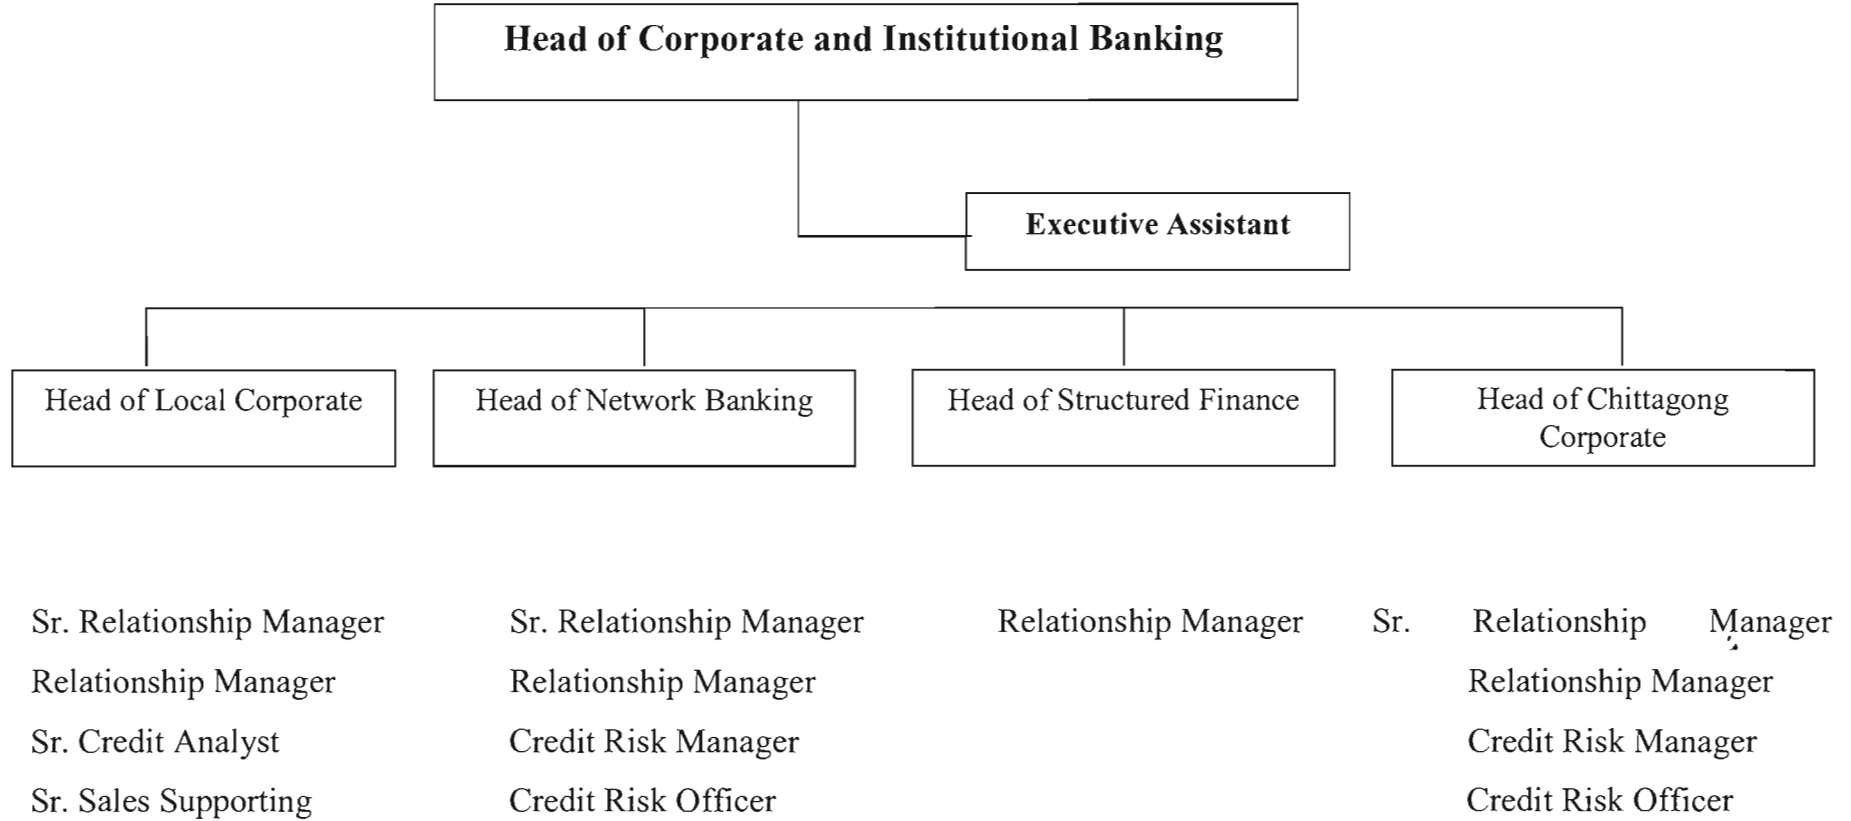 Head of Corporate and Institutional Banking
Executive Assistant
Head of Local Corporate
Head of Network Banking
Head of Structured Finance
Head of Chittagong
Corporate
Sr. Relationship Manager
Sr. Relationship Manager
Relationship Manager
Sr. Relationship Manager
Relationship Manager
Relationship Manager
Relationship Manager
Sr. Credit Analyst
Credit Risk Manager
Credit Risk Manager
Sr. Sales Supporting
Credit Risk Officer
Credit Risk Officer